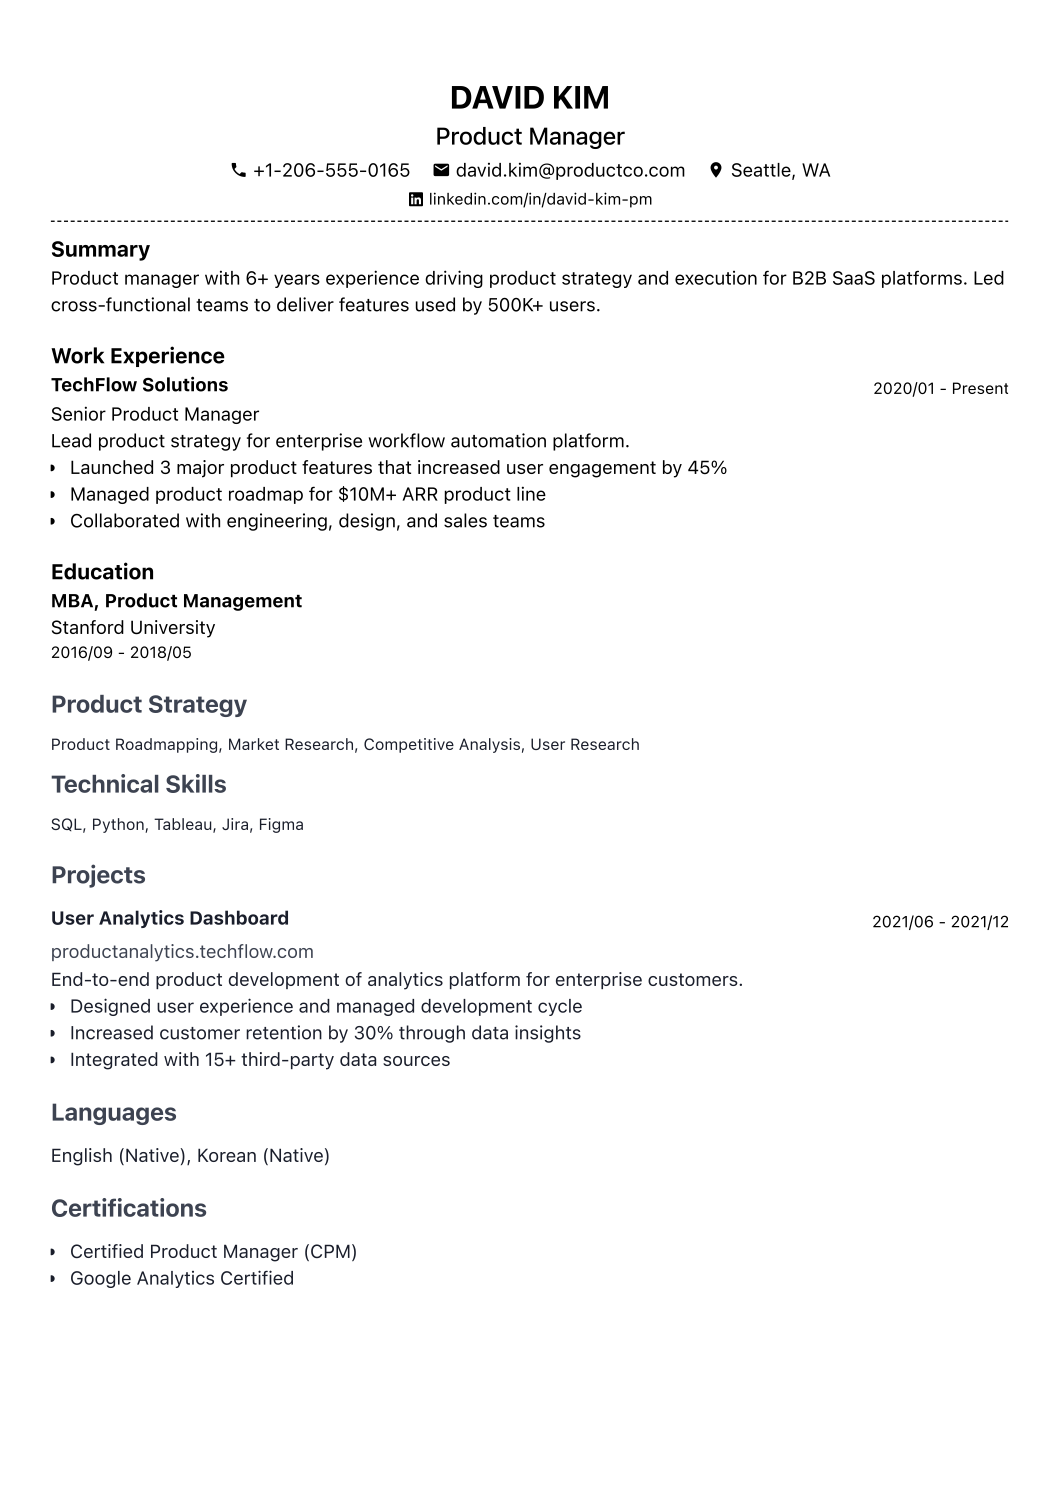 DAVID KIM
Product Manager
+1-206-555-0165 david.kim@productco.com Seattle, WA
linkedin.com/in/david-kim-pm
Summary
Product manager with 6+ years experience driving product strategy and execution for B2B SaaS platforms. Led
cross-functional teams to deliver features used by 500K+ users.
Work Experience
TechFlow Solutions 2020/01 - Present
Senior Product Manager
Lead product strategy for enterprise workflow automation platform.
• Launched 3 major product features that increased user engagement by 45%
• Managed product roadmap for $10M+ ARR product line
• Collaborated with engineering, design, and sales teams
Education
MBA, Product Management
Stanford University
2016/09 - 2018/05
Product Strategy
Product Roadmapping, Market Research, Competitive Analysis, User Research
Technical Skills
SQL, Python, Tableau, Jira, Figma
Projects
User Analytics Dashboard 2021/06 - 2021/12
productanalytics.techflow.com
End-to-end product development of analytics platform for enterprise customers.
• Designed user experience and managed development cycle
• Increased customer retention by 30% through data insights
• Integrated with 15+ third-party data sources
Languages
English (Native), Korean (Native)
Certifications
• Certified Product Manager (CPM)
• Google Analytics Certified